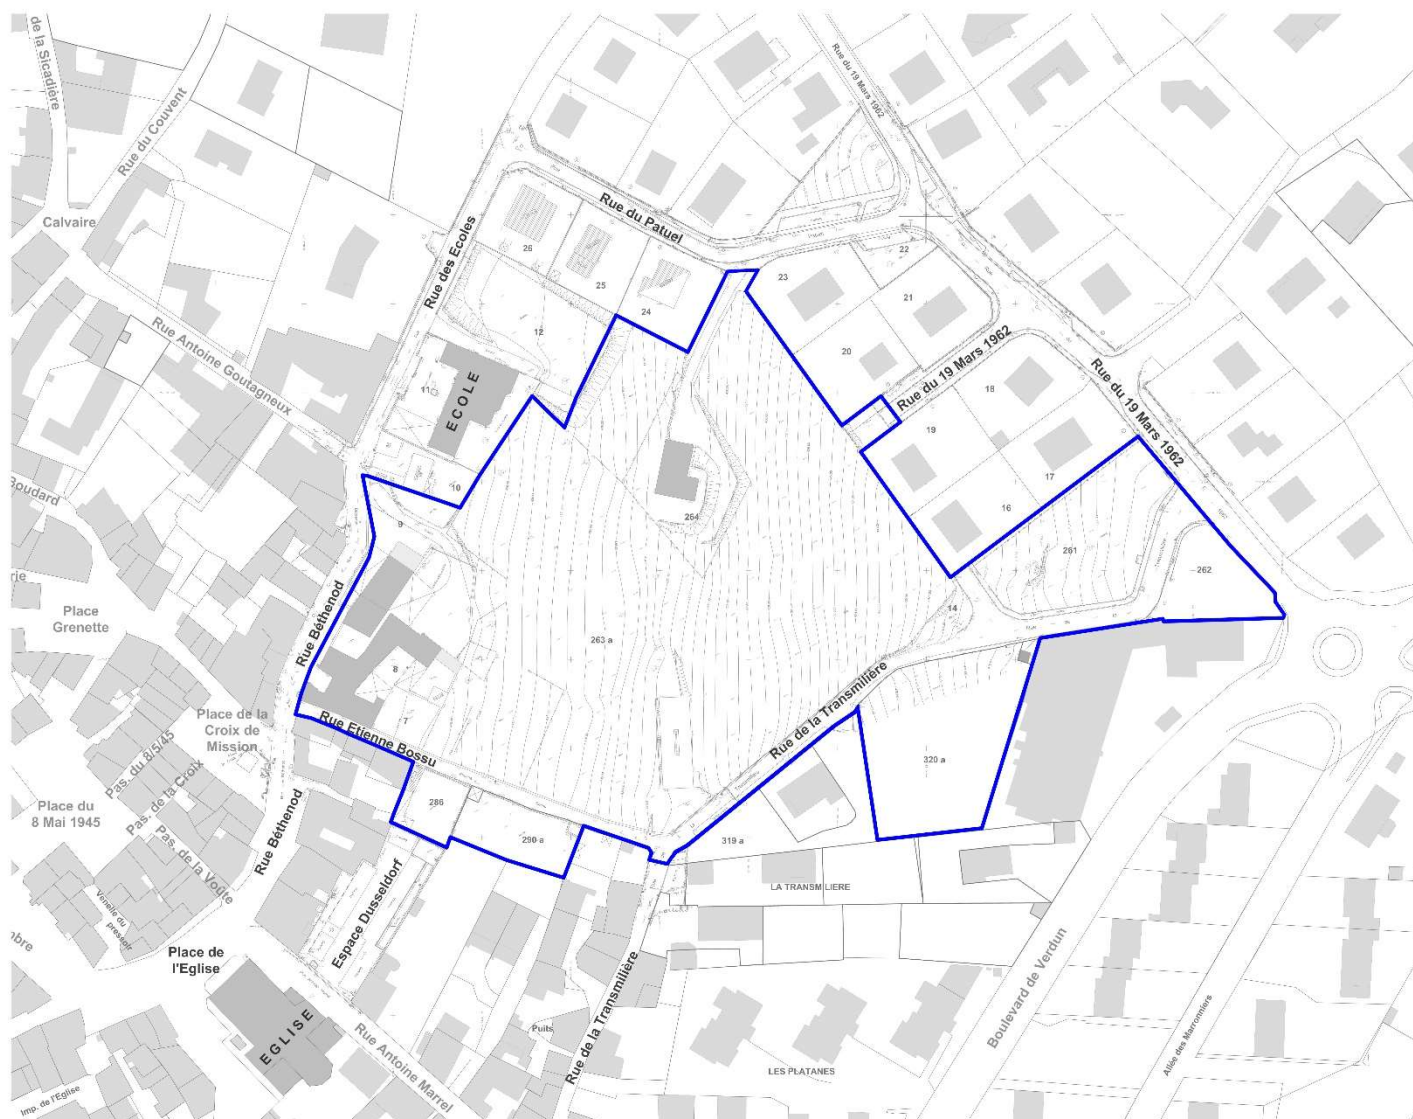 de la Sicadière
Rue du Couvent
Calvaire
Rue des Ecoles
Rue du Patuel
Rue du 19 Mars 1962
26
25
24
23
22
21
20
12
11
ECOLE
10
9
Rue Antoine Goutagneux
Rue du 19 Mars 1962
18
19
17
16
Rue du 19 Mars 1962
264
261
262
14
263 a
8
7
Place
Grenette
Rue Béthenod
Place de la
Croix de
Mission
Rue Etienne Bossu
Rue de la Transmilière
320 a
286
290 a
319 a
LA TRANSM LIERE
Pas. du 8/5/45
Pas. de la Croix
Place du
8 Mai 1945
Pas. de la Voûte
Rue Béthenod
Venelle du
pressoir
Espace Dusseldorf
Place de
l'Eglise
EGLISE
Rue Antoine Marrel
Puits
Rue de la Transmilière
LES PLATANES
Boulevard de Verdun
Allée des Marronniers
Imp. de l'Eglise